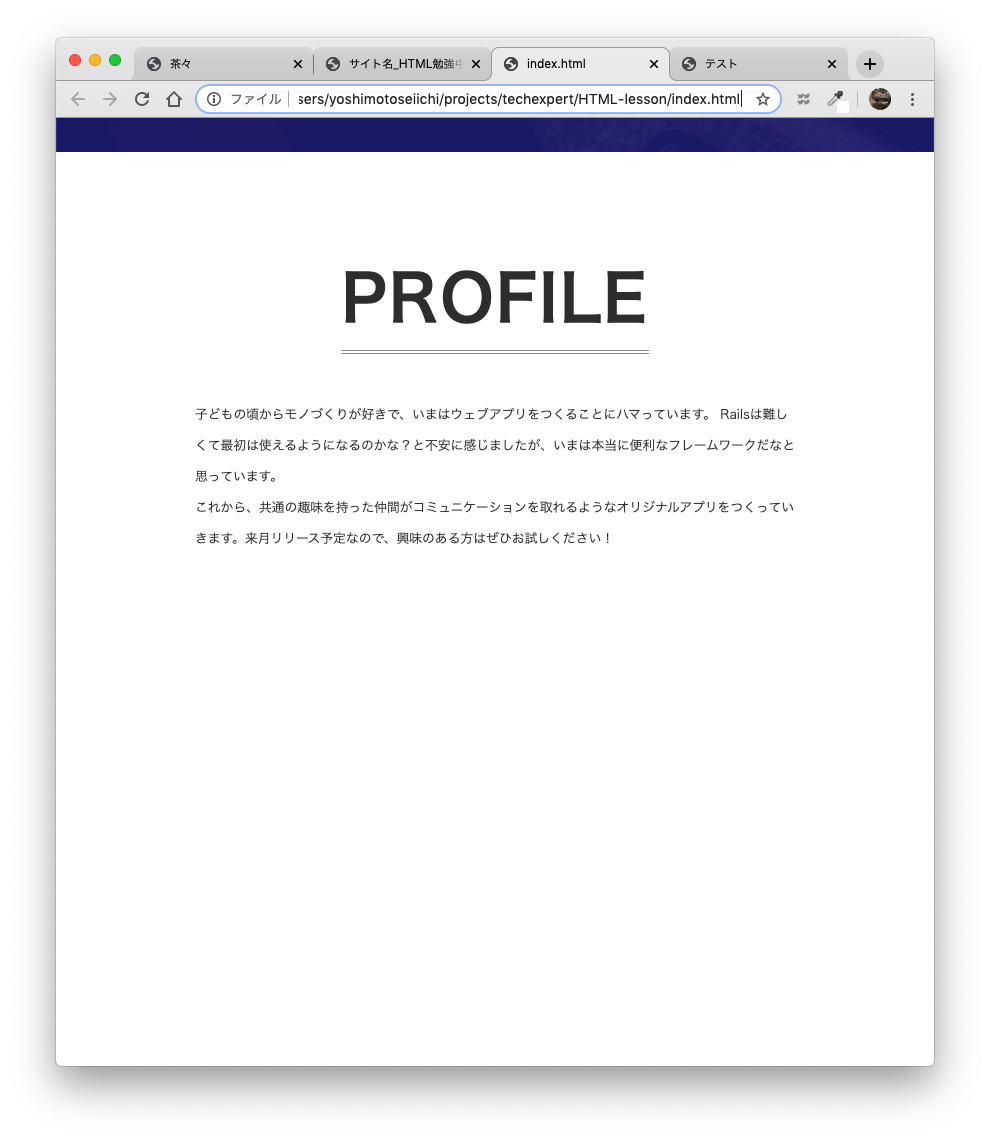 茶々
サイト名_HTML勉強中
index.html
テスト
ファイル sers/yoshimotoseiichi/projects/techexpert/HTML-lesson/index.html
PROFILE
子どもの頃からモノづくりが好きで、いまはウェブアプリをつくることにハマっています。 Railsは難し
くて最初は使えるようになるのかな？と不安に感じましたが、いまは本当に便利なフレームワークだなと
思っています。
これから、共通の趣味を持った仲間がコミュニケーションを取れるようなオリジナルアプリをつくってい
きます。来月リリース予定なので、興味のある方はぜひお試しください！